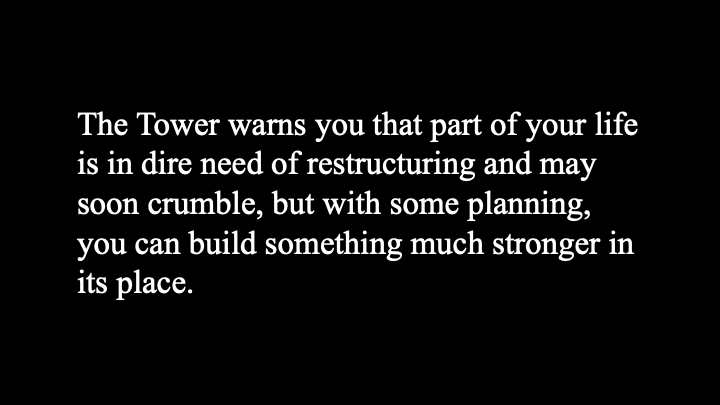 The Tower warns you that part of your life
is in dire need of restructuring and may
soon crumble, but with some planning,
you can build something much stronger in
its place.